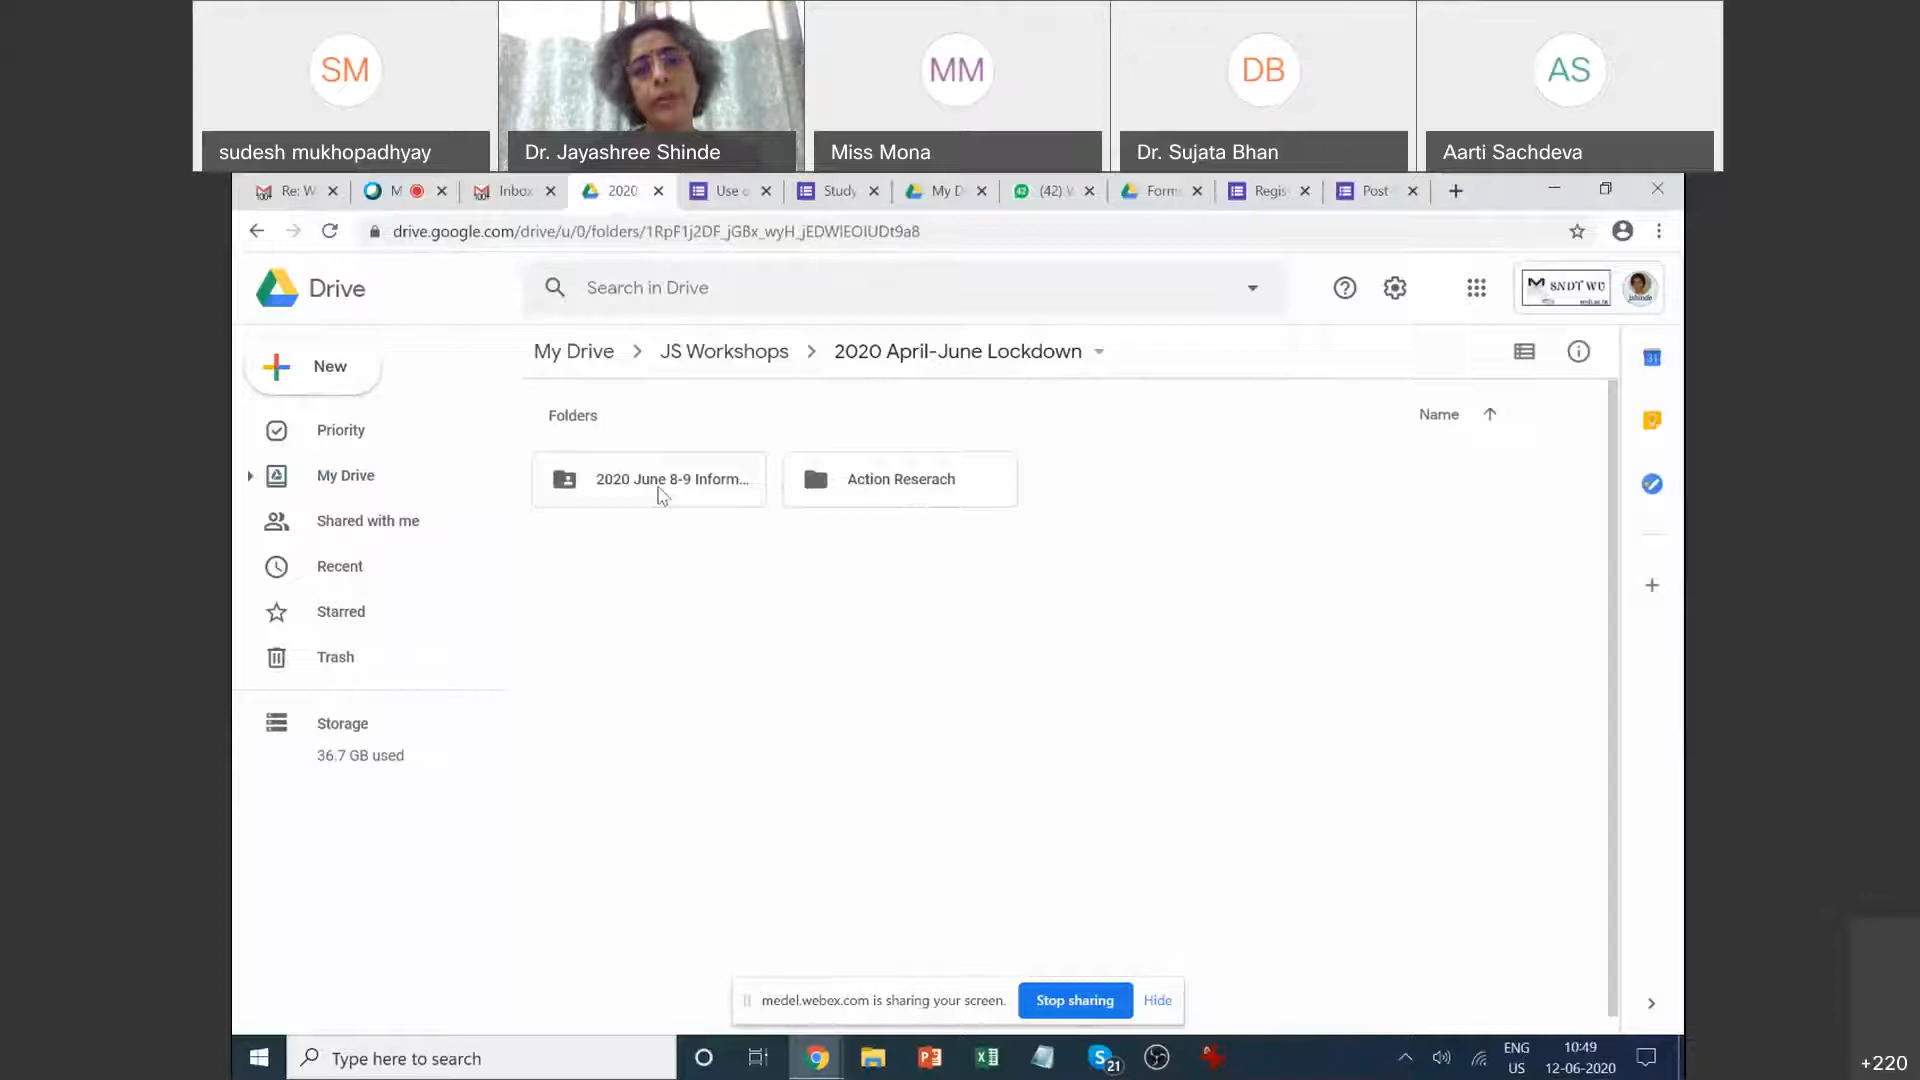 SM
MM
DB
AS
sudesh mukhopadhyay
Dr. Jayashree Shinde
Miss Mona
Dr. Sujata Bhan
Aarti Sachdeva
Re: W
M
Inbox
2020
Use o
Study
My D
(42)
Form
Regis
Post
drive.google.com/drive/u/0/folders/1RpF1j2DF_jGBx_wyH_jEDWlEOIUDt9a8
Drive
Search in Drive
SNDT WU
New
My Drive
JS Workshops
2020 April-June Lockdown
Folders
Name
2020 June 8-9 Inform...
Action Reserach
Priority
My Drive
Shared with me
Recent
Starred
Trash
Storage
36.7 GB used
31
medel.webex.com is sharing your screen.
Stop sharing
Hide
Type here to search
21
ENG
US
10:49
12-06-2020
+220